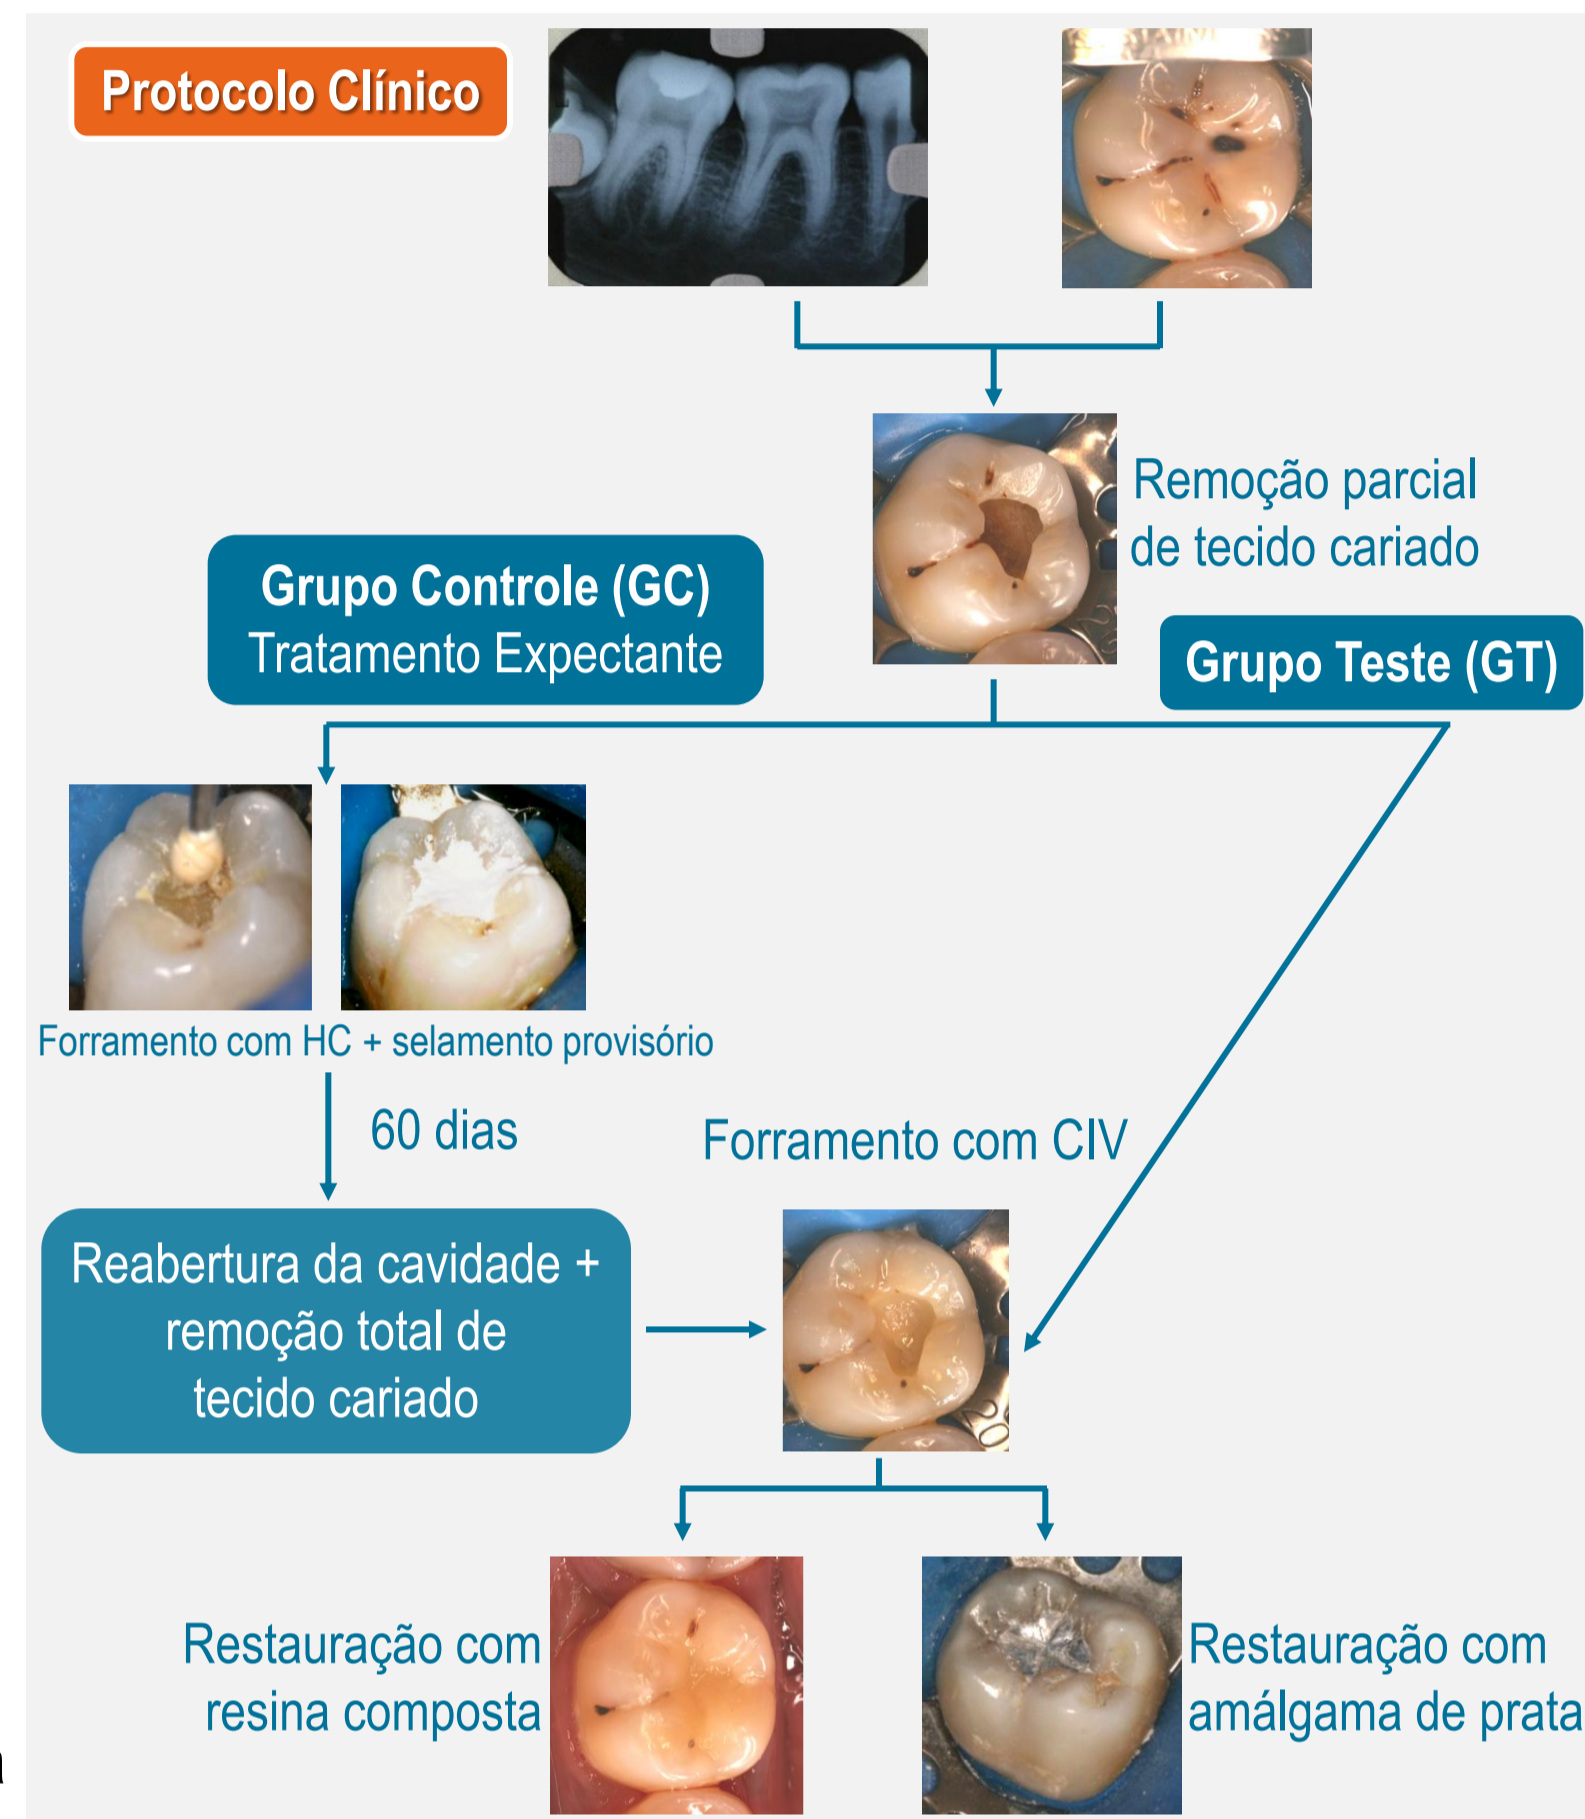 Protocolo Clínico
Remoção parcial
de tecido cariado
Grupo Controle (GC)
Tratamento Expectante
Grupo Teste (GT)
Forramento com HC + selamento provisório
60 dias
Forramento com CIV
Reabertura da cavidade +
remoção total de
tecido cariado
20
Restauração com
resina composta
Restauração com
amálgama de prata